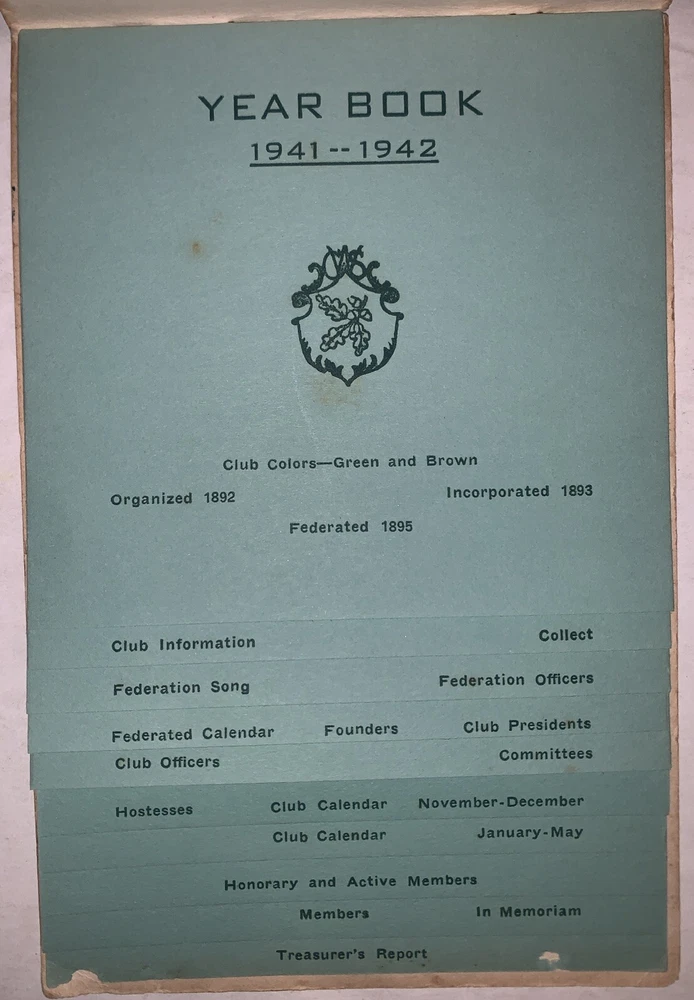 YEAR BOOK
1941--1942
Club Colors—Green and Brown
Organized 1892 Incorporated 1893
Federated 1895
Club Information Collect
Federation Song Federation Officers
Federated Calendar Founders Club Presidents
Club Officers Committees
Hostesses Club Calendar November-December
Club Calendar January-May
Honorary and Active Members
Members In Memoriam
Treasurer's Report